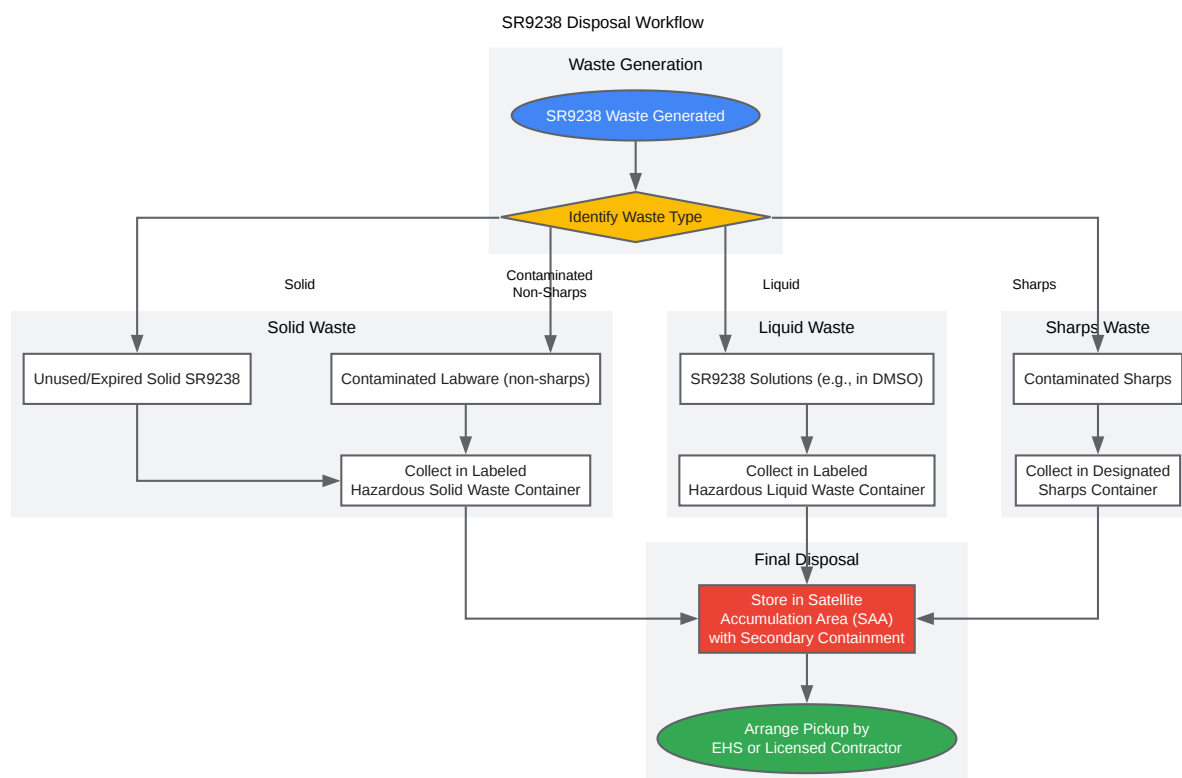 SR9238 Disposal Workflow
Waste Generation
SR9238 Waste Generated
Identify Waste Type
Solid
Contaminated
Non-Sharps
Liquid
Sharps
Solid Waste
Liquid Waste
Sharps Waste
Unused/Expired Solid SR9238
Contaminated Labware (non-sharps)
SR9238 Solutions (e.g., in DMSO)
Contaminated Sharps
Collect in Labeled
Hazardous Solid Waste Container
Collect in Labeled
Hazardous Liquid Waste Container
Collect in Designated
Sharps Container
Final Disposal
Store in Satellite
Accumulation Area (SAA)
with Secondary Containment
Arrange Pickup by
EHS or Licensed Contractor